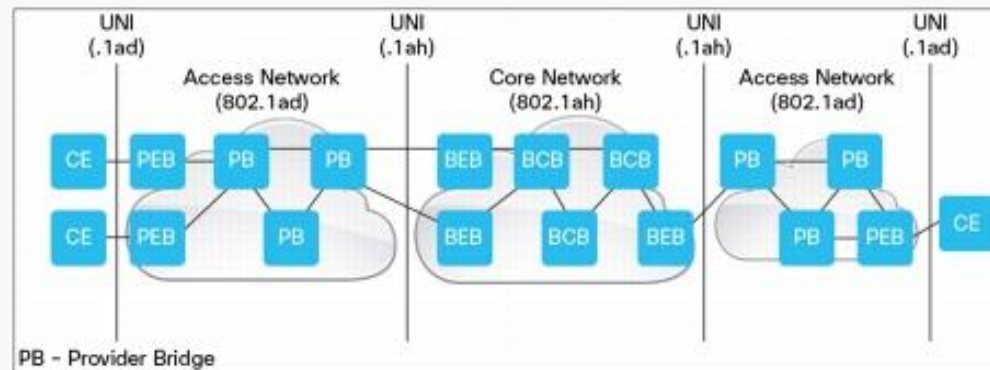 UNI
(.1ad)
UNI
(.1ah)
UNI
(.1ah)
UNI
(.1ad)
Access Network
(802.1ad)
Core Network
(802.1ah)
Access Network
(802.1ad)
CE
PEB
PB
PB
BEB
BCB
BCB
PB
PB
CE
PEB
PB
BEB
BCB
BEB
PB
PEB
CE
PB - Provider Bridge